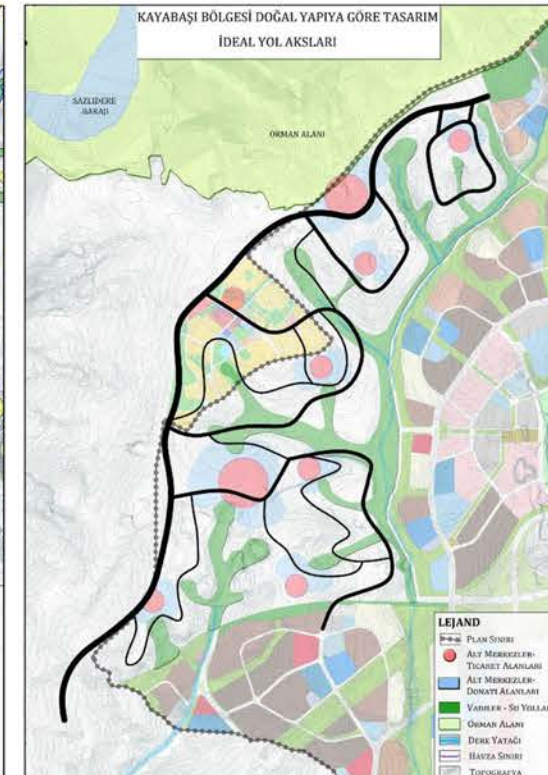 KAYABAŞI BÖLGESİ DOĞAL YAPIYA GÖRE TASARIM
İDEAL YOL AKSLARI
SAZLIDERE
BARAJI
ORMAN ALANI
LEJAND
PLAN SINIRI
ALT MERKEZLER-
TİCARET ALANLARI
ALT MERKEZLER-
DONATI ALANLARI
VADİLER - SU YOLLAR
ORMAN ALANI
DERE YATAĞI
HAVZA SINIRI
TOPOGRAFYA